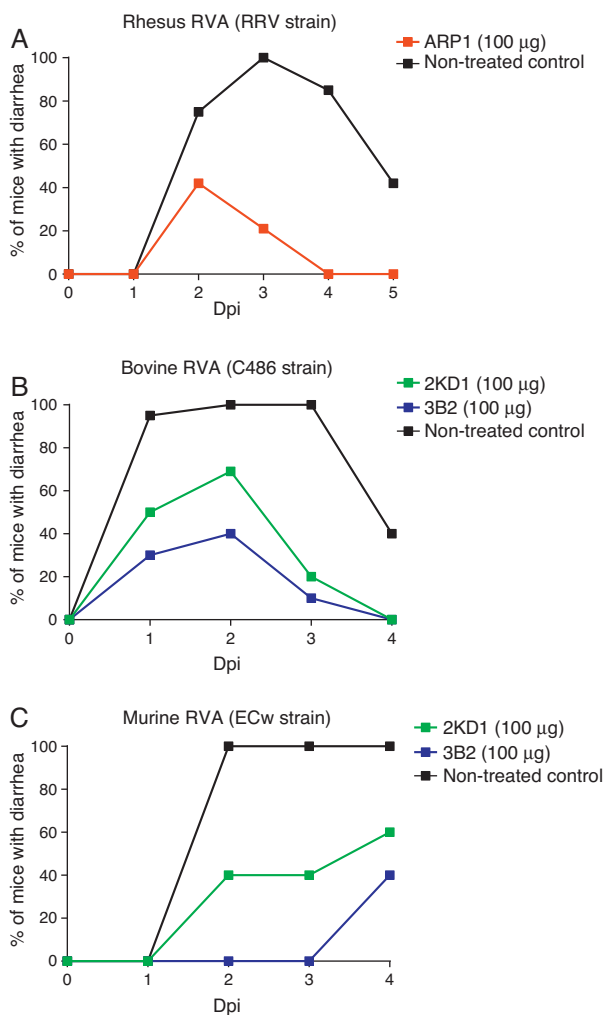 A
Rhesus RVA (RRV strain)
ARP1 (100 μg)
Non-treated control
% of mice with diarrhea
100
80
60
40
20
0
0 1 2 3 4 5
Dpi
B
Bovine RVA (C486 strain)
2KD1 (100 μg)
3B2 (100 μg)
Non-treated control
% of mice with diarrhea
100
80
60
40
20
0
0 1 2 3 4
Dpi
C
Murine RVA (ECw strain)
2KD1 (100 μg)
3B2 (100 μg)
Non-treated control
% of mice with diarrhea
100
80
60
40
20
0
0 1 2 3 4
Dpi